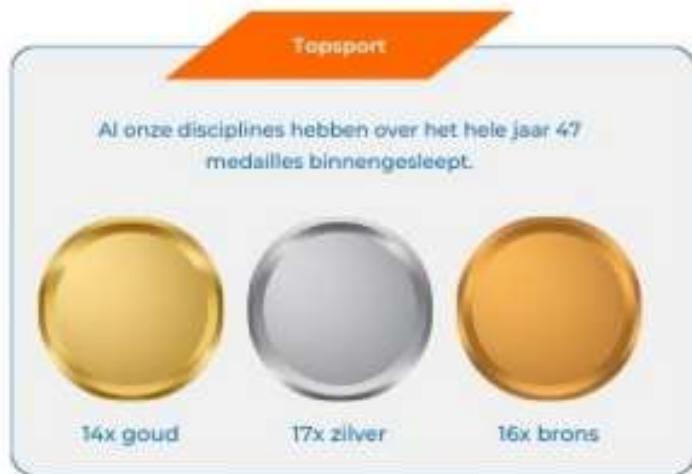 Topsport
Al onze disciplines hebben over het hele jaar 47
medailles binnengesleept.
14x goud
17x zilver
16x brons